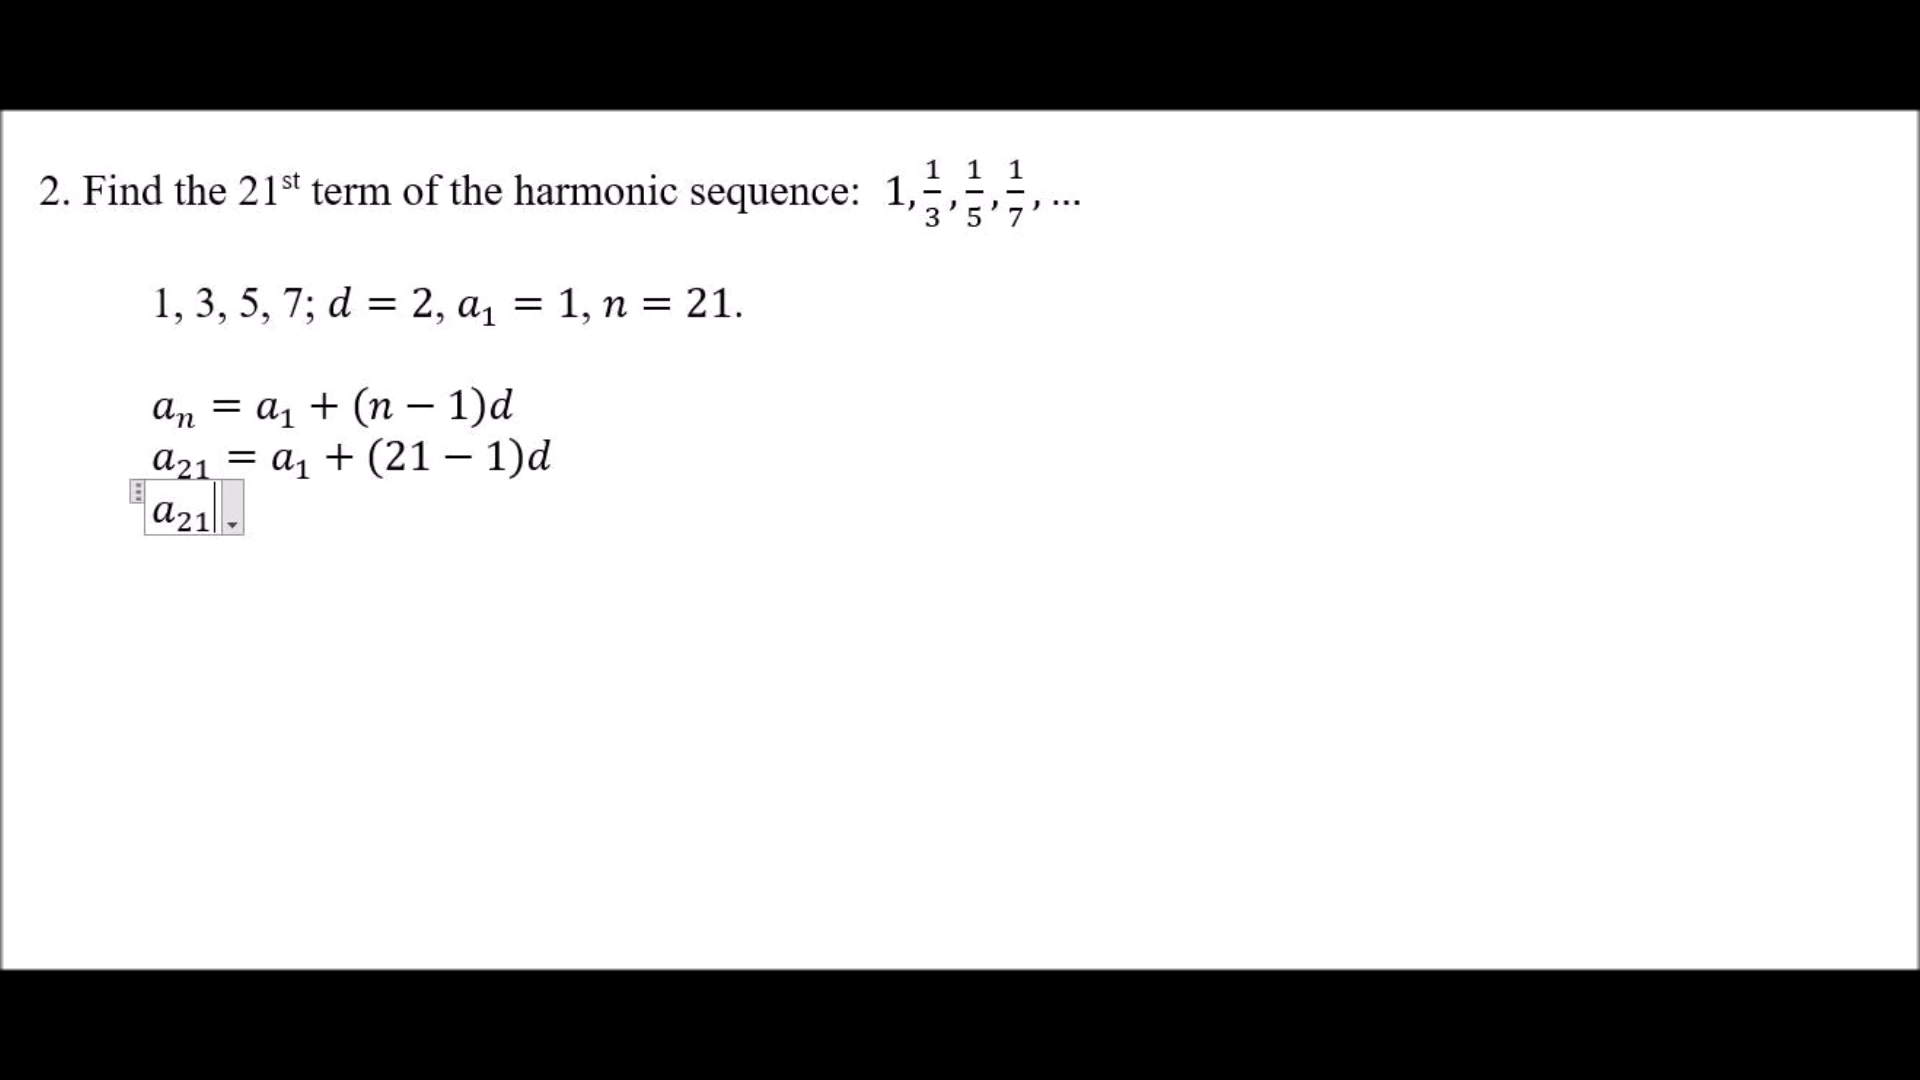 2. Find the 21st term of the harmonic sequence: 1, 1/3, 1/5, 1/7, ...
1, 3, 5, 7; d = 2, a₁ = 1, n = 21.
aₙ = a₁ + (n − 1)d
a₂₁ = a₁ + (21 − 1)d
a₂₁